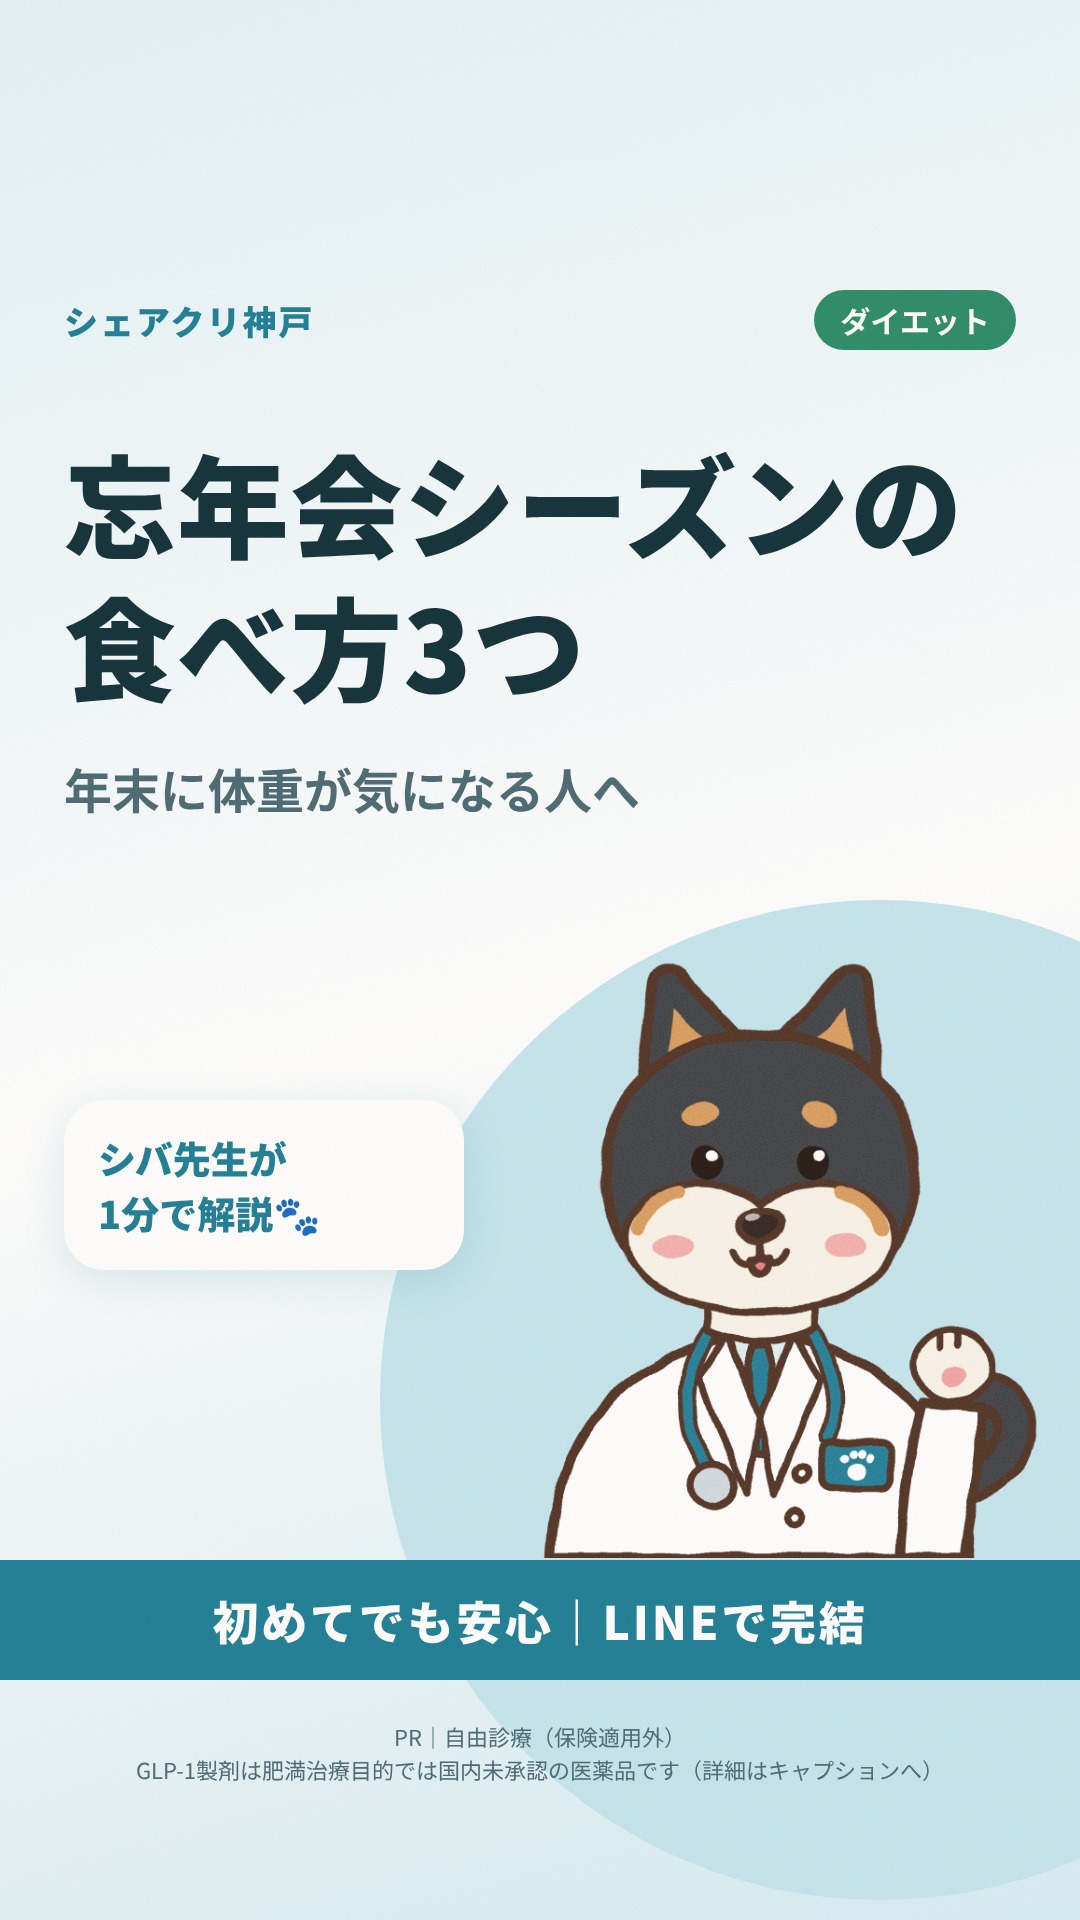 シェアクリ神戸
ダイエット
忘年会シーズンの
食べ方3つ
年末に体重が気になる人へ
シバ先生が
1分で解説🐾
初めてでも安心｜LINEで完結
PR｜自由診療（保険適用外）
GLP-1製剤は肥満治療目的では国内未承認の医薬品です（詳細はキャプションへ）